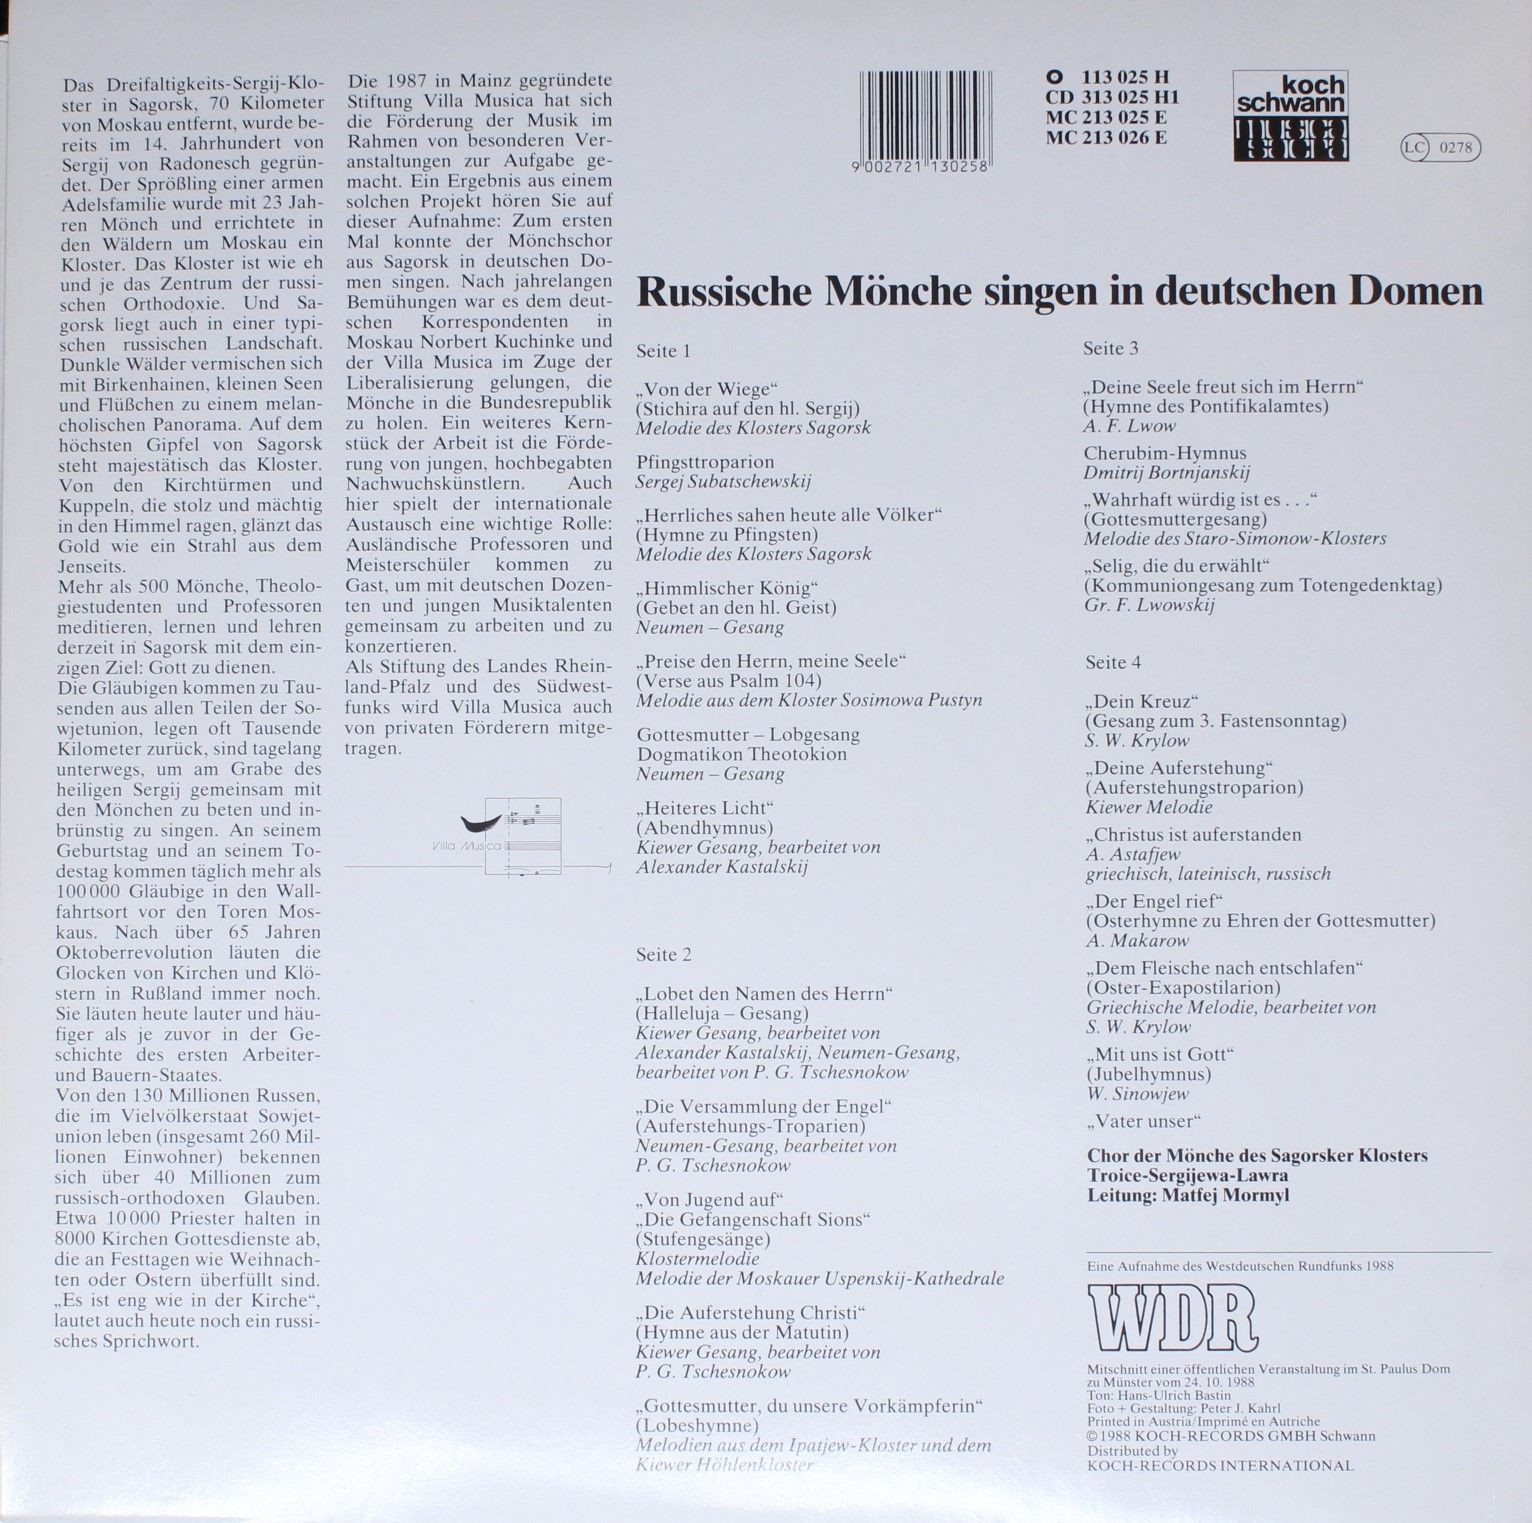 Das Dreifaltigkeits-Sergij-Klo-
ster in Sagorsk, 70 Kilometer
von Moskau entfernt, wurde be-
reits im 14. Jahrhundert von
Sergij von Radonesch gegrün-
det. Der Sprößling einer armen
Adelsfamilie wurde mit 23 Jah-
ren Mönch und errichtete in
den Wäldern um Moskau ein
Kloster. Das Kloster ist wie eh
und je das Zentrum der russi-
schen Orthodoxie. Und Sa-
gorsk liegt auch in einer typi-
schen russischen Landschaft.
Dunkle Wälder vermischen sich
mit Birkenhainen, kleinen Seen
und Flüßchen zu einem melan-
cholischen Panorama. Auf dem
höchsten Gipfel von Sagorsk
steht majestätisch das Kloster.
Von den Kirchtürmen und
Kuppeln, die stolz und mächtig
in den Himmel ragen, glänzt das
Gold wie ein Strahl aus dem
Jenseits.
Mehr als 500 Mönche, Theolo-
giestudenten und Professoren
meditieren, lernen und lehren
derzeit in Sagorsk mit dem ein-
zigen Ziel: Gott zu dienen.
Die Gläubigen kommen zu Tau-
senden aus allen Teilen der So-
wjetunion, legen oft Tausende
Kilometer zurück, sind tagelang
unterwegs, um am Grabe des
heiligen Sergij gemeinsam mit
den Mönchen zu beten und in-
brünstig zu singen. An seinem
Geburtstag und an seinem To-
destag kommen täglich mehr als
100 000 Gläubige in den Wall-
fahrtsort vor den Toren Mos-
kaus. Nach über 65 Jahren
Oktoberrevolution läuten die
Glocken von Kirchen und Klö-
stern in Rußland immer noch.
Sie läuten heute lauter und häu-
figer als je zuvor in der Ge-
schichte des ersten Arbeiter-
und Bauern-Staates.
Von den 130 Millionen Russen,
die im Vielvölkerstaat Sowjet-
union leben (insgesamt 260 Mil-
lionen Einwohner) bekennen
sich über 40 Millionen zum
russisch-orthodoxen Glauben.
Etwa 10 000 Priester halten in
8000 Kirchen Gottesdienste ab,
die an Festtagen wie Weihnach-
ten oder Ostern überfüllt sind.
„Es ist eng wie in der Kirche“,
lautet auch heute noch ein russi-
sches Sprichwort.
Die 1987 in Mainz gegründete
Stiftung Villa Musica hat sich
die Förderung der Musik im
Rahmen von besonderen Ver-
anstaltungen zur Aufgabe ge-
macht. Ein Ergebnis aus einem
solchen Projekt hören Sie auf
dieser Aufnahme: Zum ersten
Mal konnte der Mönchschor
aus Sagorsk in deutschen Do-
men singen. Nach jahrelangen
Bemühungen war es dem deut-
schen Korrespondenten in
Moskau Norbert Kuchinke und
der Villa Musica im Zuge der
Liberalisierung gelungen, die
Mönche in die Bundesrepublik
zu holen. Ein weiteres Kern-
stück der Arbeit ist die Förde-
rung von jungen, hochbegabten
Nachwuchskünstlern. Auch
hier spielt der internationale
Austausch eine wichtige Rolle:
Ausländische Professoren und
Meisterschüler kommen zu
Gast, um mit deutschen Dozen-
ten und jungen Musiktalenten
gemeinsam zu arbeiten und zu
konzertieren.
Als Stiftung des Landes Rhein-
land-Pfalz und des Südwest-
funks wird Villa Musica auch
von privaten Förderern mitge-
tragen.
Villa Musica
9 002721 130258
O 113 025 H
CD 313 025 H1
MC 213 025 E
MC 213 026 E
koch
schwann
musica
sacra
LC 0278
Russische Mönche singen in deutschen Domen
Seite 1
„Von der Wiege“
(Stichira auf den hl. Sergij)
Melodie des Klosters Sagorsk
Pfingsttroparion
Sergej Subatschewskij
„Herrliches sahen heute alle Völker“
(Hymne zu Pfingsten)
Melodie des Klosters Sagorsk
„Himmlischer König“
(Gebet an den hl. Geist)
Neumen – Gesang
„Preise den Herrn, meine Seele“
(Verse aus Psalm 104)
Melodie aus dem Kloster Sosimowa Pustyn
Gottesmutter – Lobgesang
Dogmatikon Theotokion
Neumen – Gesang
„Heiteres Licht“
(Abendhymnus)
Kiewer Gesang, bearbeitet von
Alexander Kastalskij
Seite 2
„Lobet den Namen des Herrn“
(Halleluja – Gesang)
Kiewer Gesang, bearbeitet von
Alexander Kastalskij, Neumen-Gesang,
bearbeitet von P. G. Tschesnokow
„Die Versammlung der Engel“
(Auferstehungs-Troparien)
Neumen-Gesang, bearbeitet von
P. G. Tschesnokow
„Von Jugend auf“
„Die Gefangenschaft Sions“
(Stufengesänge)
Klostermelodie
Melodie der Moskauer Uspenskij-Kathedrale
„Die Auferstehung Christi“
(Hymne aus der Matutin)
Kiewer Gesang, bearbeitet von
P. G. Tschesnokow
„Gottesmutter, du unsere Vorkämpferin“
(Lobeshymne)
Melodien aus dem Ipatjew-Kloster und dem
Kiewer Höhlenkloster
Seite 3
„Deine Seele freut sich im Herrn“
(Hymne des Pontifikalamtes)
A. F. Lwow
Cherubim-Hymnus
Dmitrij Bortnjanskij
„Wahrhaft würdig ist es . . .“
(Gottesmuttergesang)
Melodie des Staro-Simonow-Klosters
„Selig, die du erwählt“
(Kommuniongesang zum Totengedenktag)
Gr. F. Lwowskij
Seite 4
„Dein Kreuz“
(Gesang zum 3. Fastensonntag)
S. W. Krylow
„Deine Auferstehung“
(Auferstehungstroparion)
Kiewer Melodie
„Christus ist auferstanden
A. Astafjew
griechisch, lateinisch, russisch
„Der Engel rief“
(Osterhymne zu Ehren der Gottesmutter)
A. Makarow
„Dem Fleische nach entschlafen“
(Oster-Exapostilarion)
Griechische Melodie, bearbeitet von
S. W. Krylow
„Mit uns ist Gott“
(Jubelhymnus)
W. Sinowjew
„Vater unser“
Chor der Mönche des Sagorsker Klosters
Troice-Sergijewa-Lawra
Leitung: Matfej Mormyl
Eine Aufnahme des Westdeutschen Rundfunks 1988
WDR
Mitschnitt einer öffentlichen Veranstaltung im St. Paulus Dom
zu Münster vom 24. 10. 1988
Ton: Hans-Ulrich Bastin
Foto + Gestaltung: Peter J. Kahrl
Printed in Austria/Imprimé en Autriche
© 1988 KOCH-RECORDS GMBH Schwann
Distributed by
KOCH-RECORDS INTERNATIONAL